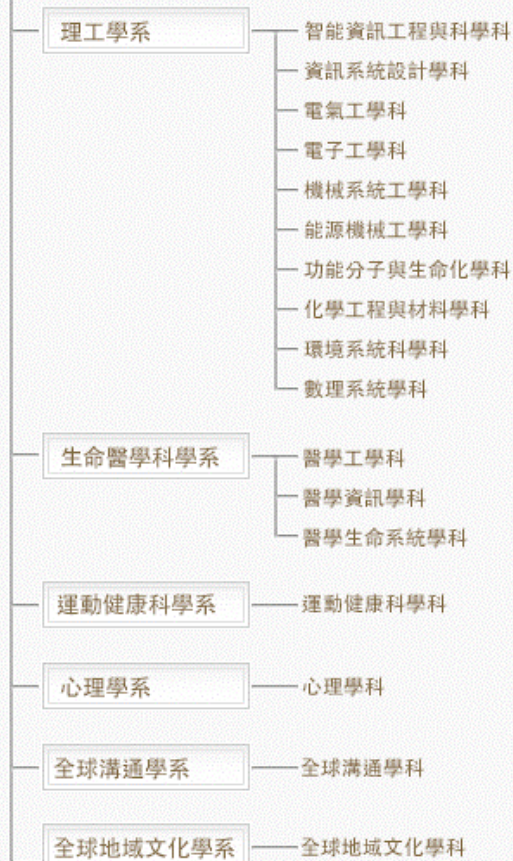 理工學系
智能資訊工程與科學科
資訊系統設計學科
電氣工學科
電子工學科
機械系統工學科
能源機械工學科
功能分子與生命化學科
化學工程與材料學科
環境系統科學科
數理系統學科
生命醫學科學系
醫學工學科
醫學資訊學科
醫學生命系統學科
運動健康科學系
運動健康科學科
心理學系
心理學科
全球溝通學系
全球溝通學科
全球地域文化學系
全球地域文化學科